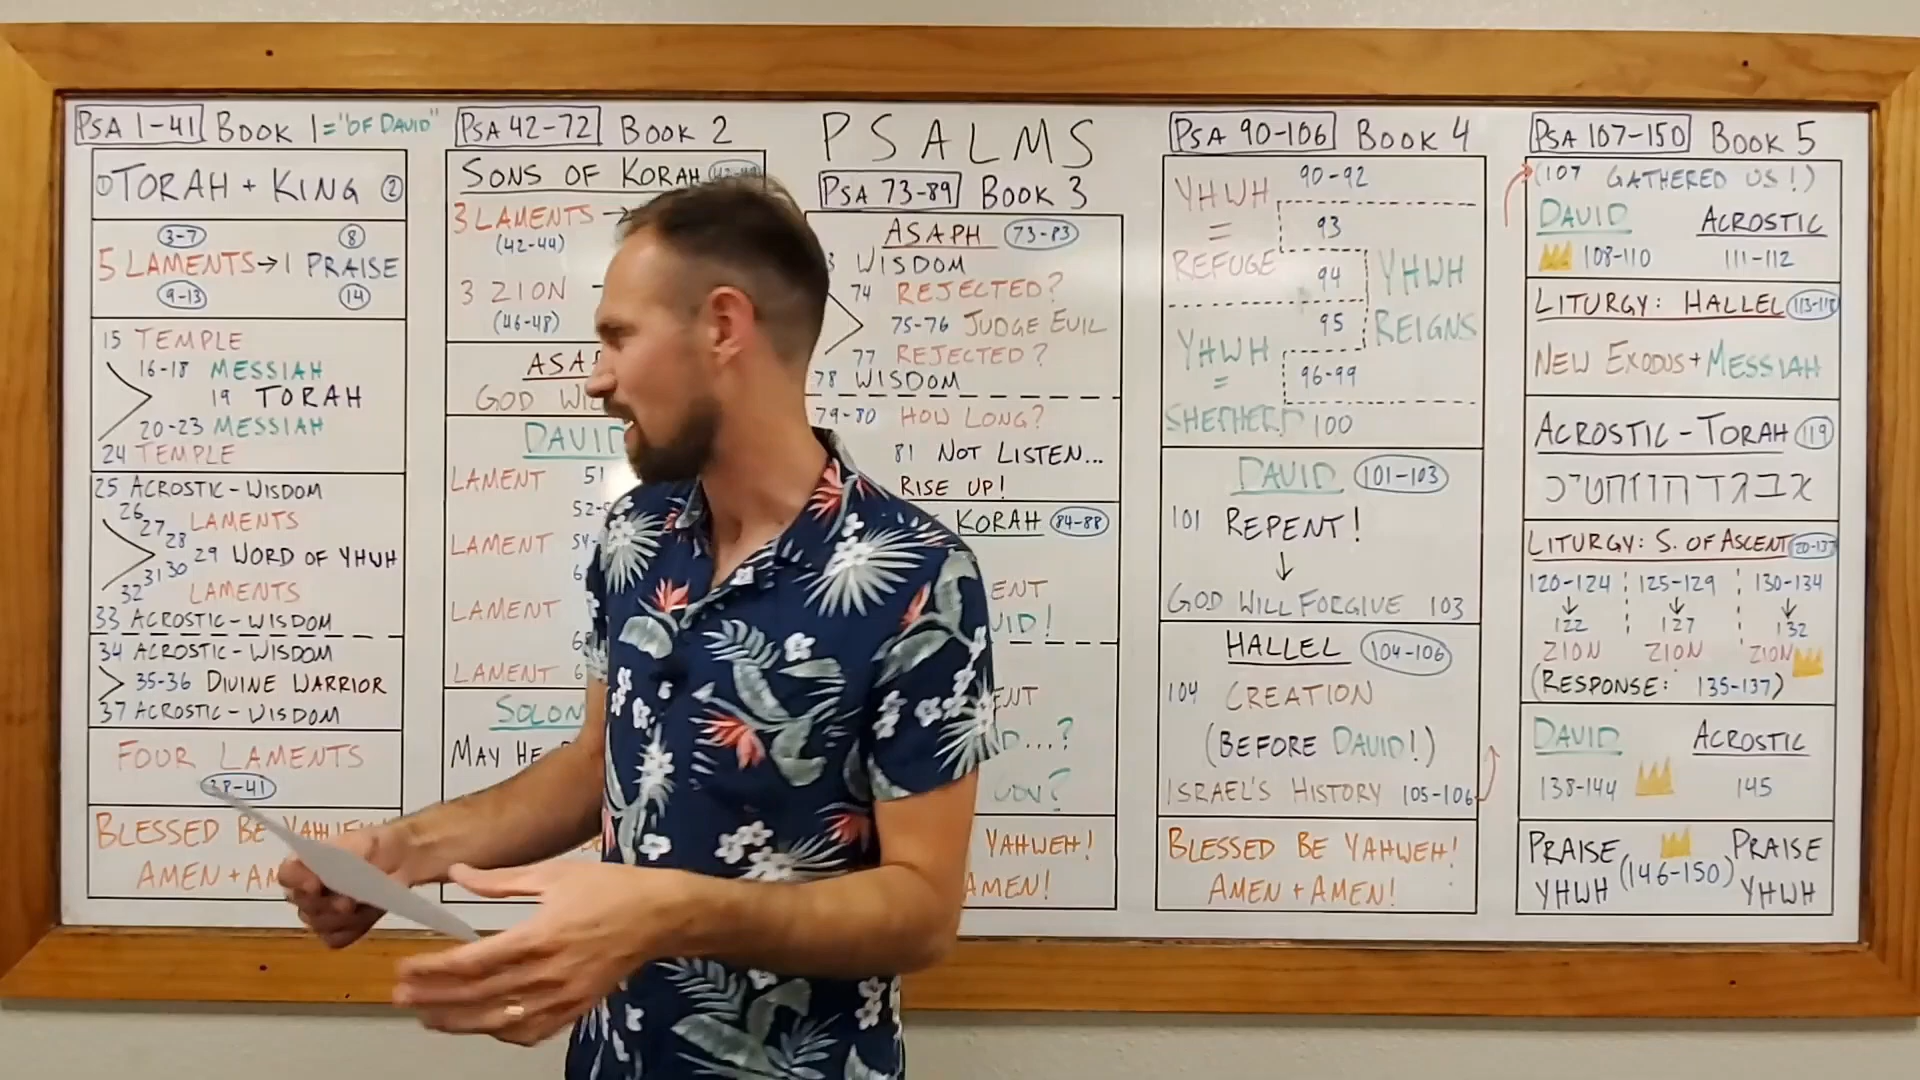 PSALMS
PSA 1-41 BOOK 1 = "OF DAVID"
① TORAH + KING ②
3-7 8
5 LAMENTS → 1 PRAISE
9-13 14
15 TEMPLE
16-18 MESSIAH
19 TORAH
20-23 MESSIAH
24 TEMPLE
25 ACROSTIC - WISDOM
26
27 LAMENTS
28
29 WORD OF YHWH
30
31
32 LAMENTS
33 ACROSTIC - WISDOM
34 ACROSTIC - WISDOM
35-36 DIVINE WARRIOR
37 ACROSTIC - WISDOM
FOUR LAMENTS
38-41
BLESSED BE
AMEN +
PSA 42-72 BOOK 2
SONS OF KORAH
3 LAMENTS →
(42-44)
3 ZION
(46-48)
GOD
DAVID
LAMENT 51
LAMENT
LAMENT
LAMENT
MAY HE
PSA 73-89 BOOK 3
ASAPH 73-83
WISDOM
74 REJECTED?
75-76 JUDGE EVIL
77 REJECTED?
78 WISDOM
79-80 HOW LONG?
81 NOT LISTEN...
RISE UP!
KORAH 84-88
YAHWEH!
AMEN!
PSA 90-106 BOOK 4
YHWH 90-92
= 93
REFUGE 94 YHWH
95 REIGNS
YHWH
= 96-99
SHEPHERD 100
DAVID 101-103
101 REPENT!
↓
GOD WILL FORGIVE 103
HALLEL 104-106
104 CREATION
(BEFORE DAVID!)
ISRAEL'S HISTORY 105-106
BLESSED BE YAHWEH!
AMEN + AMEN!
PSA 107-150 BOOK 5
(107 GATHERED US!)
DAVID ACROSTIC
108-110 111-112
LITURGY: HALLEL 113-118
NEW EXODUS + MESSIAH
ACROSTIC - TORAH 119
אבגדהוזחטיכ
LITURGY: S. OF ASCENT
120-124 125-129 130-134
↓ ↓ ↓
122 127 132
ZION ZION ZION
(RESPONSE: 135-137)
DAVID ACROSTIC
138-144 145
PRAISE PRAISE
YHWH (146-150) YHWH